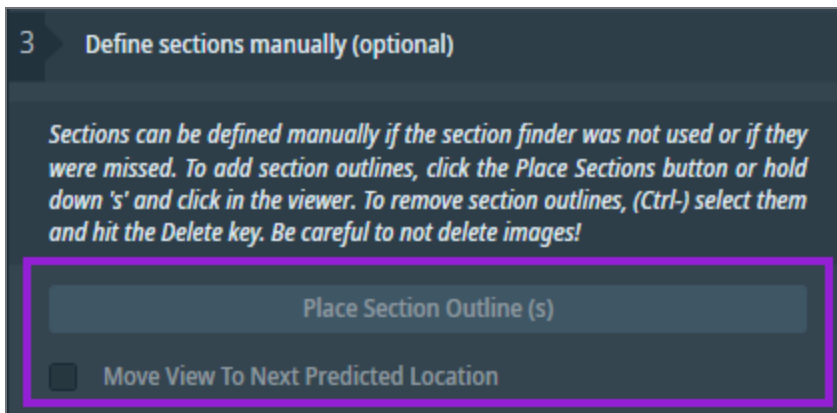 3
Define sections manually (optional)
Sections can be defined manually if the section finder was not used or if they
were missed. To add section outlines, click the Place Sections button or hold
down 's' and click in the viewer. To remove section outlines, (Ctrl-) select them
and hit the Delete key. Be careful to not delete images!
Place Section Outline (s)
Move View To Next Predicted Location